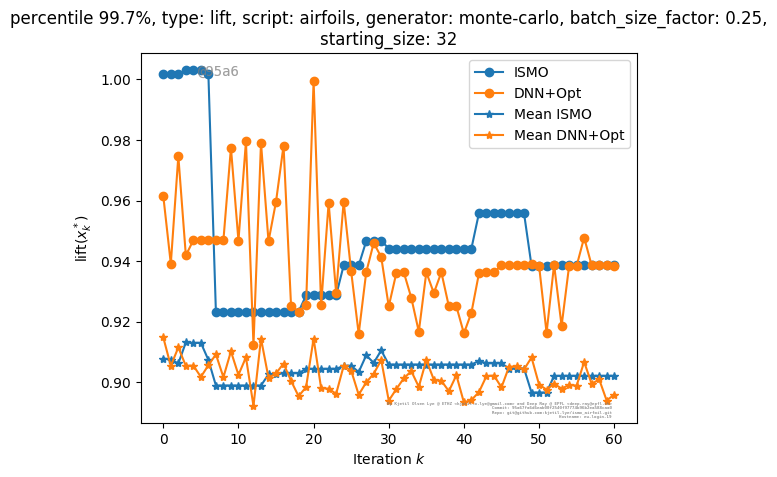 percentile 99.7%, type: lift, script: airfoils, generator: monte-carlo, batch_size_factor: 0.25,
starting_size: 32
ISMO
DNN+Opt
Mean ISMO
Mean DNN+Opt
1.00
0.98
0.96
0.94
0.92
0.90
lift(x_k^*)
0
10
20
30
40
50
60
Iteration k